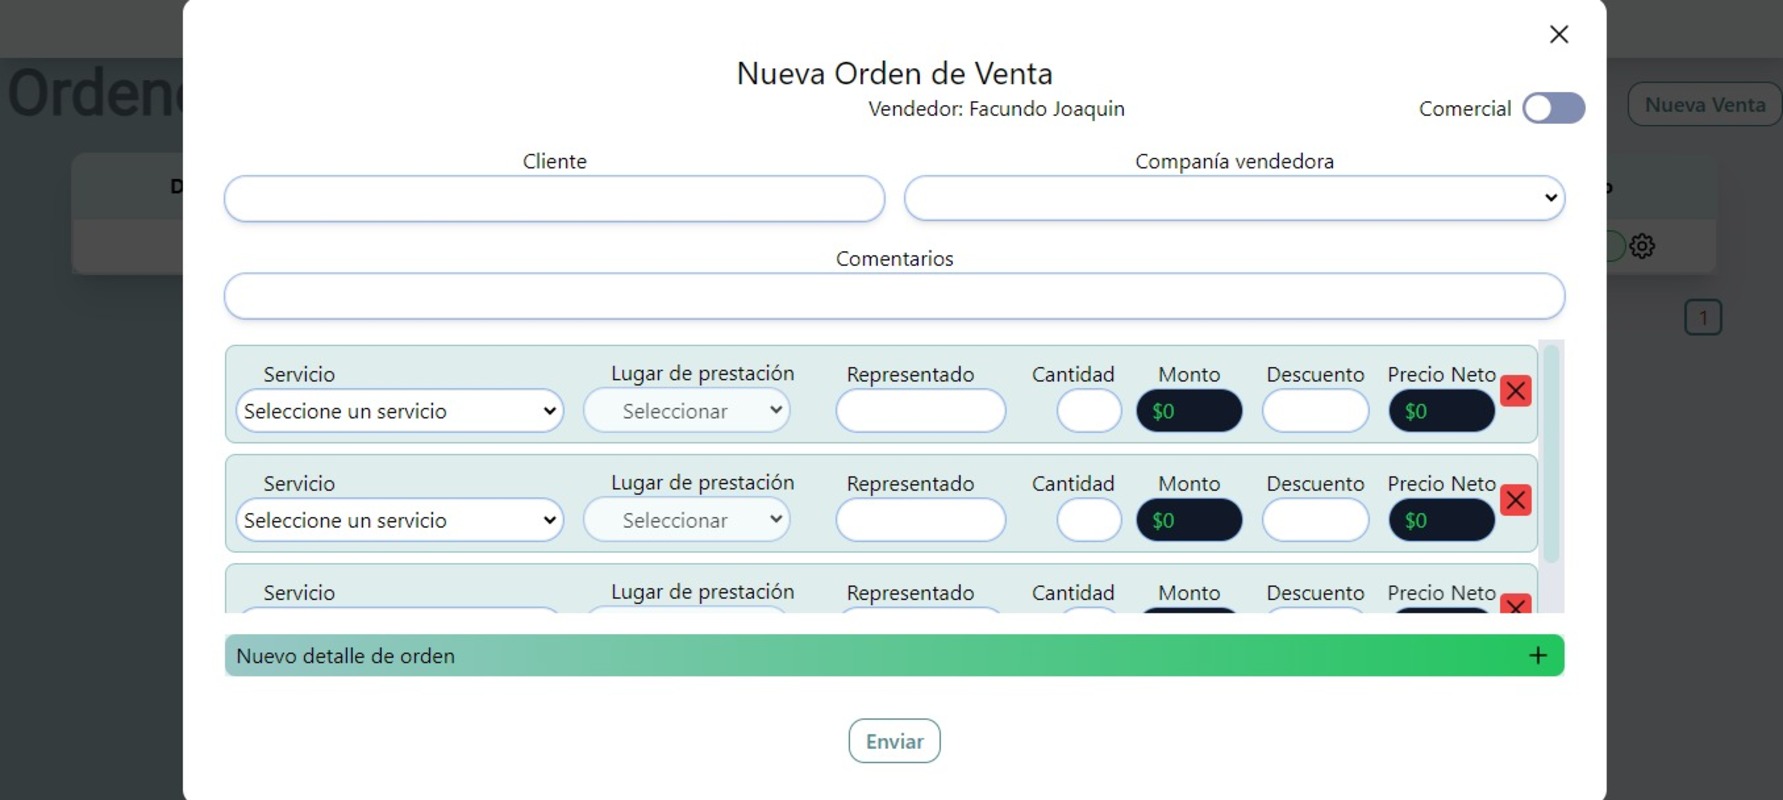 Nueva Orden de Venta
Vendedor: Facundo Joaquin
Comercial
Nueva Venta
Cliente
Compañía vendedora
Comentarios
1
Servicio Lugar de prestación Representado Cantidad Monto Descuento Precio Neto
Seleccione un servicio Seleccionar $0 $0
Servicio Lugar de prestación Representado Cantidad Monto Descuento Precio Neto
Seleccione un servicio Seleccionar $0 $0
Servicio Lugar de prestación Representado Cantidad Monto Descuento Precio Neto
Nuevo detalle de orden +
Enviar